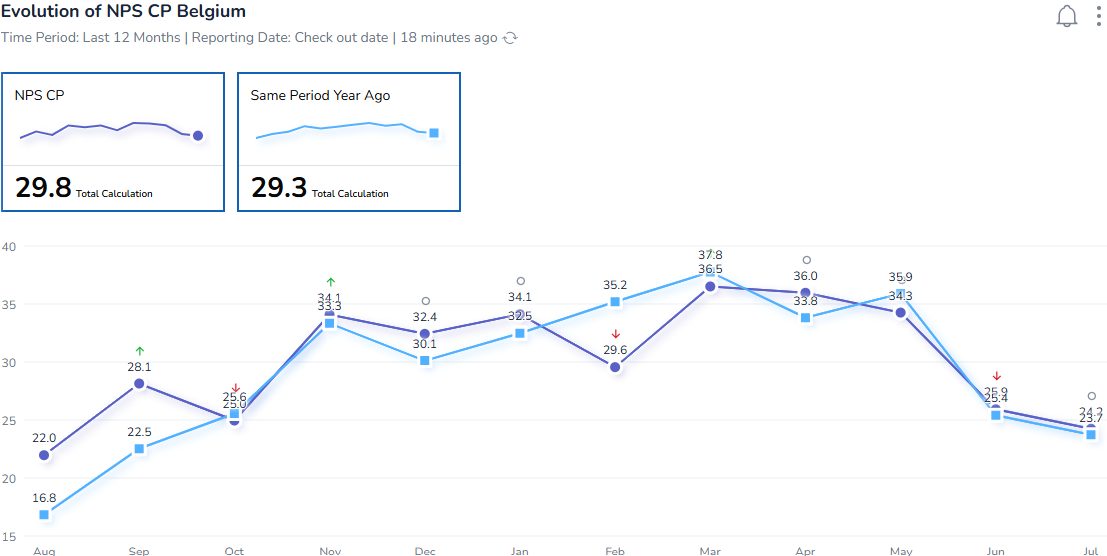 Evolution of NPS CP Belgium
Time Period: Last 12 Months | Reporting Date: Check out date | 18 minutes ago
NPS CP
Same Period Year Ago
29.8 Total Calculation
29.3 Total Calculation
40
35
30
25
20
15
22.0
28.1
25.0
34.1
32.4
34.1
29.6
36.5
36.0
34.3
25.9
24.2
16.8
22.5
25.6
33.3
30.1
32.5
35.2
37.8
33.8
35.9
25.4
23.7
Aug
Sep
Oct
Nov
Dec
Jan
Feb
Mar
Apr
May
Jun
Jul